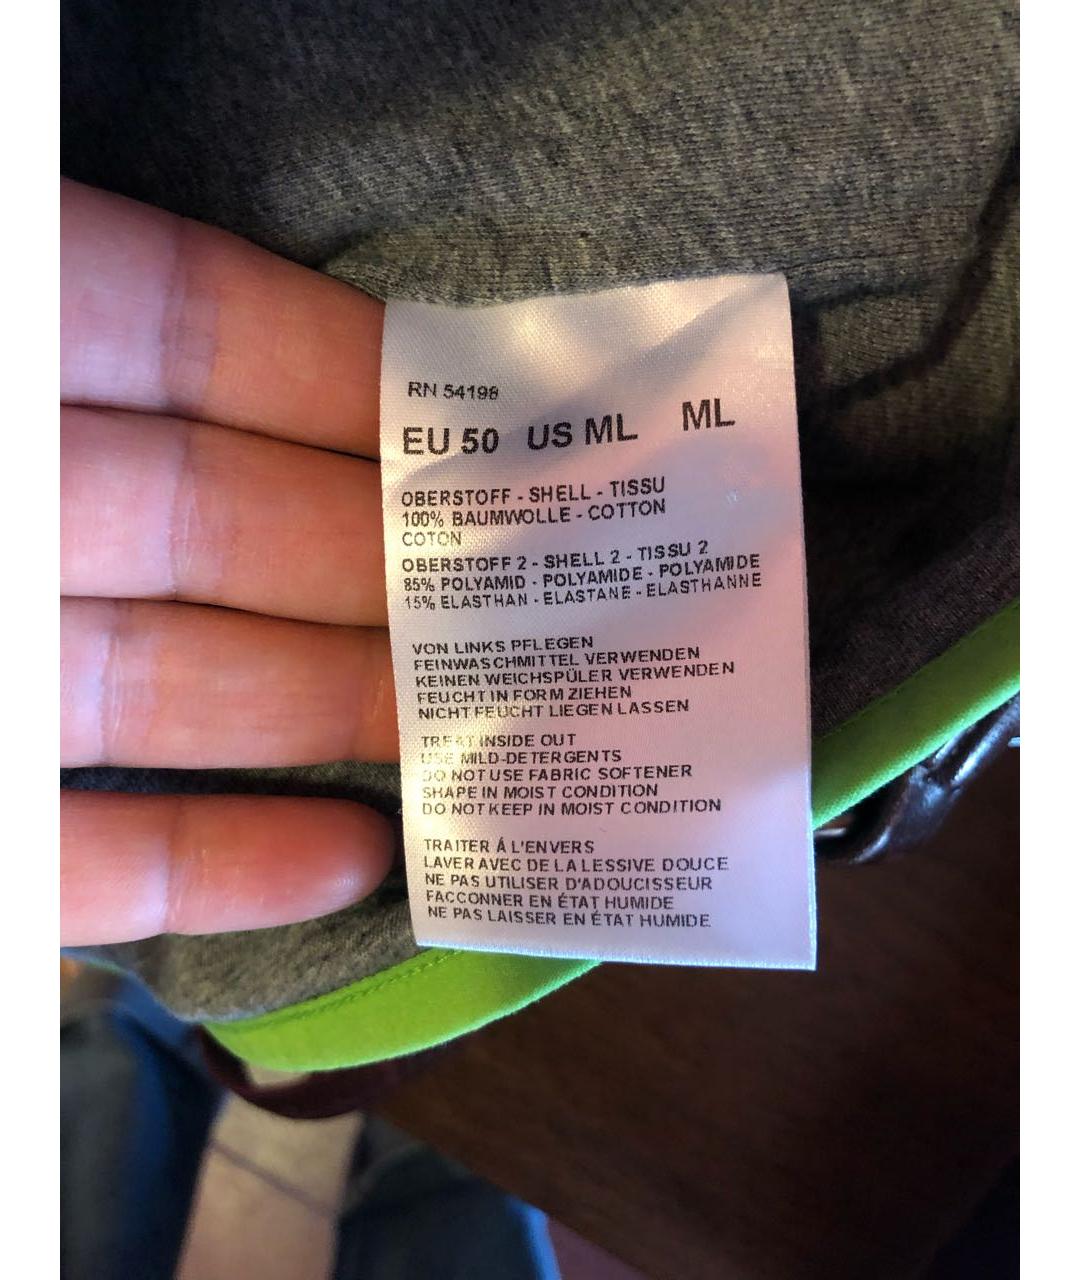 RN 54198
EU 50 US ML ML
OBERSTOFF - SHELL - TISSU
100% BAUMWOLLE - COTTON
COTON
OBERSTOFF 2 - SHELL 2 - TISSU 2
85% POLYAMID - POLYAMIDE - POLYAMIDE
15% ELASTHAN - ELASTANE - ELASTHANNE
VON LINKS PFLEGEN
FEINWASCHMITTEL VERWENDEN
KEINEN WEICHSPÜLER VERWENDEN
FEUCHT IN FORM ZIEHEN
NICHT FEUCHT LIEGEN LASSEN
TREAT INSIDE OUT
USE MILD-DETERGENTS
DO NOT USE FABRIC SOFTENER
SHAPE IN MOIST CONDITION
DO NOT KEEP IN MOIST CONDITION
TRAITER Á L'ENVERS
LAVER AVEC DE LA LESSIVE DOUCE
NE PAS UTILISER D'ADOUCISSEUR
FACCONNER EN ÉTAT HUMIDE
NE PAS LAISSER EN ÉTAT HUMIDE